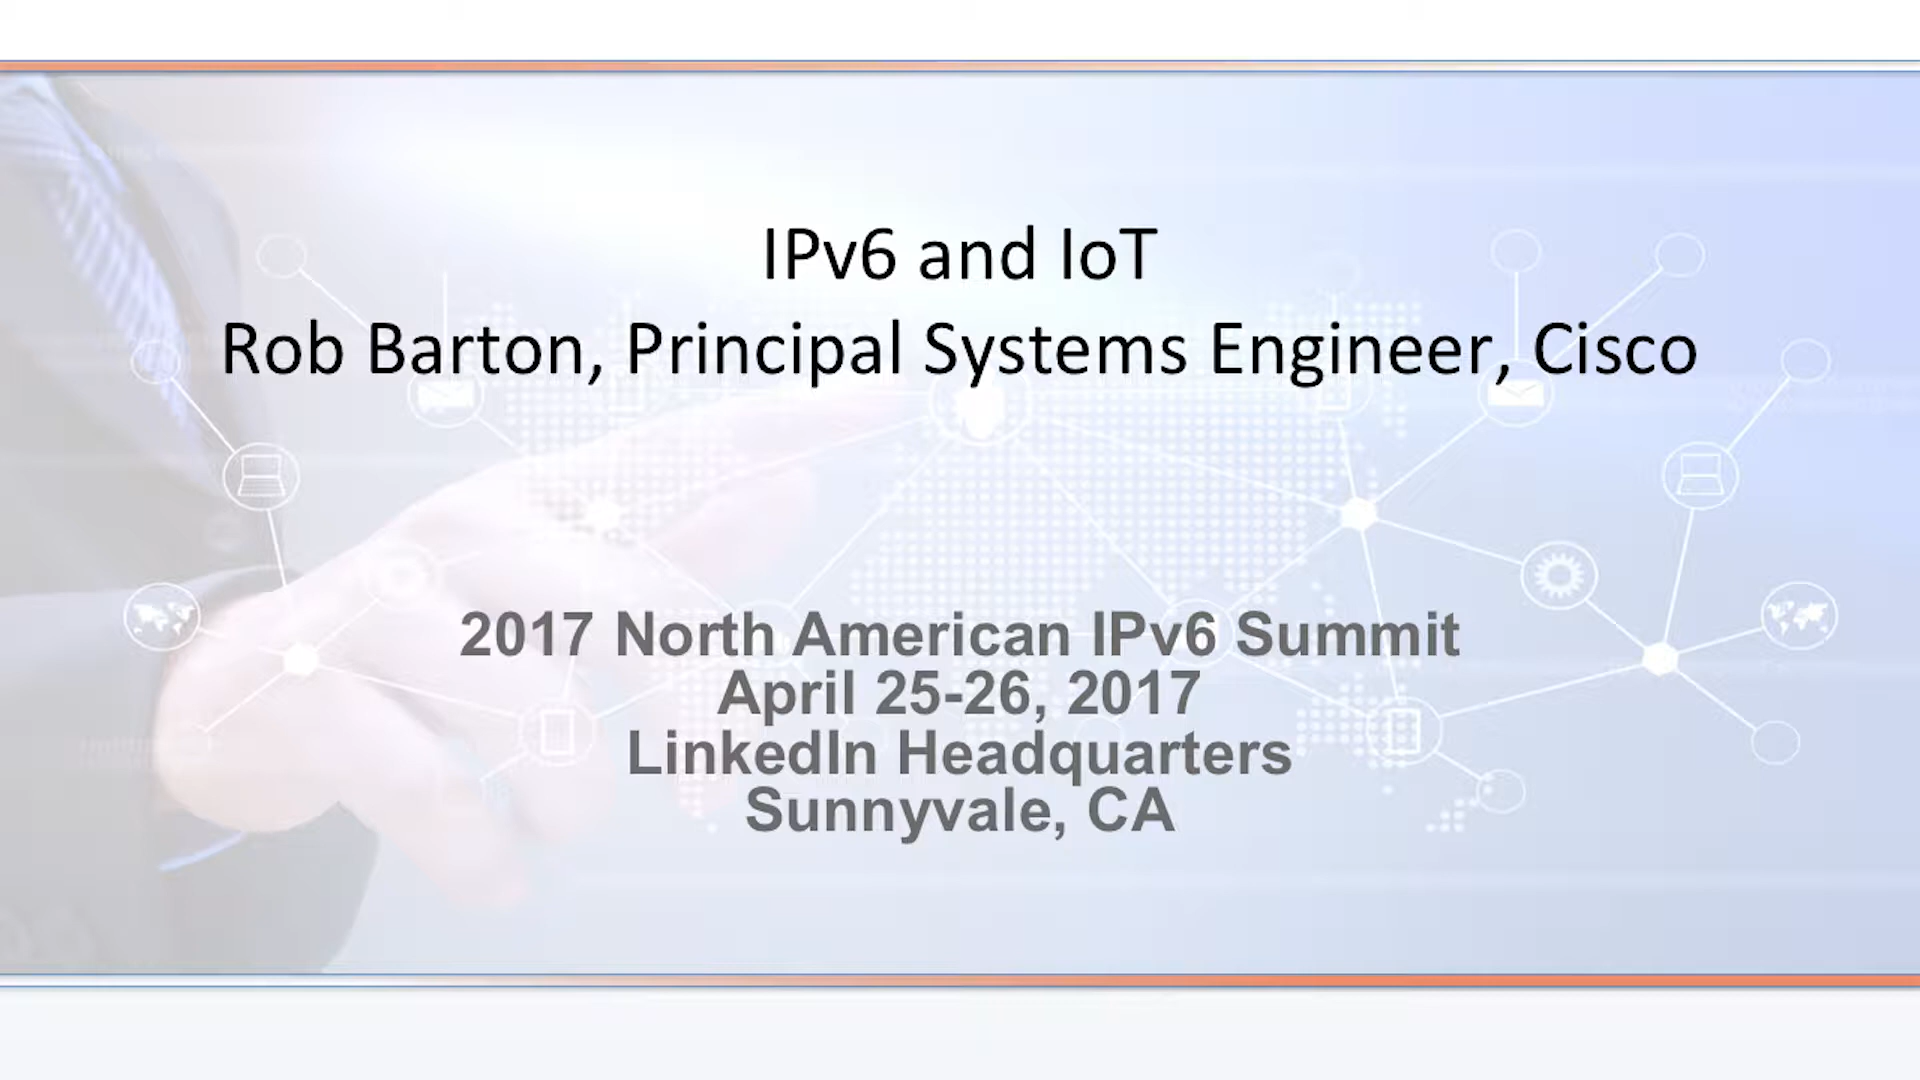 IPv6 and IoT
Rob Barton, Principal Systems Engineer, Cisco
2017 North American IPv6 Summit
April 25-26, 2017
LinkedIn Headquarters
Sunnyvale, CA